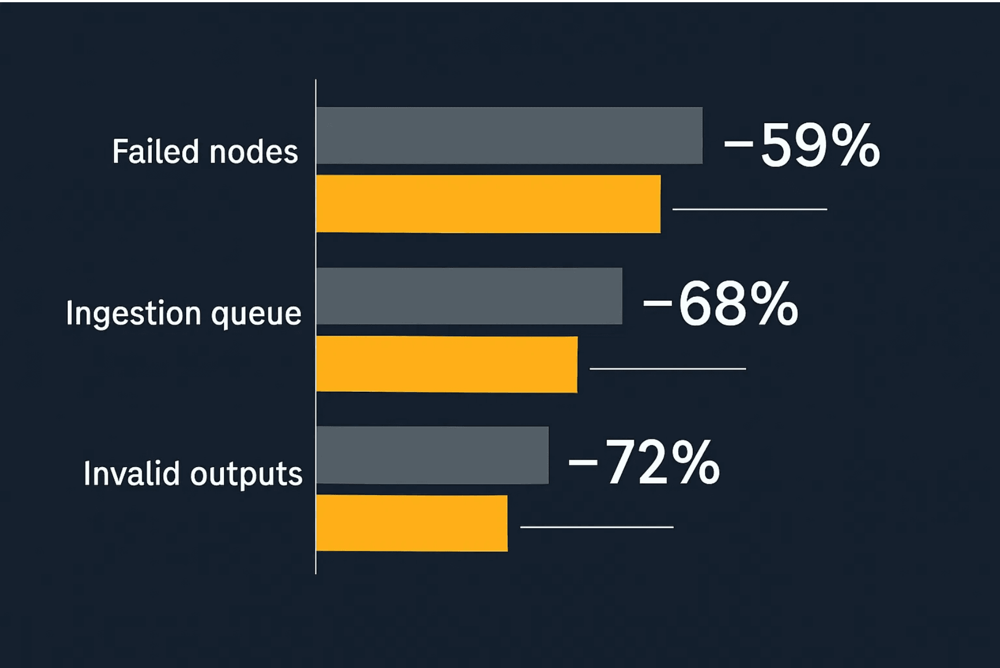 Failed nodes
−59%
Ingestion queue
−68%
Invalid outputs
−72%